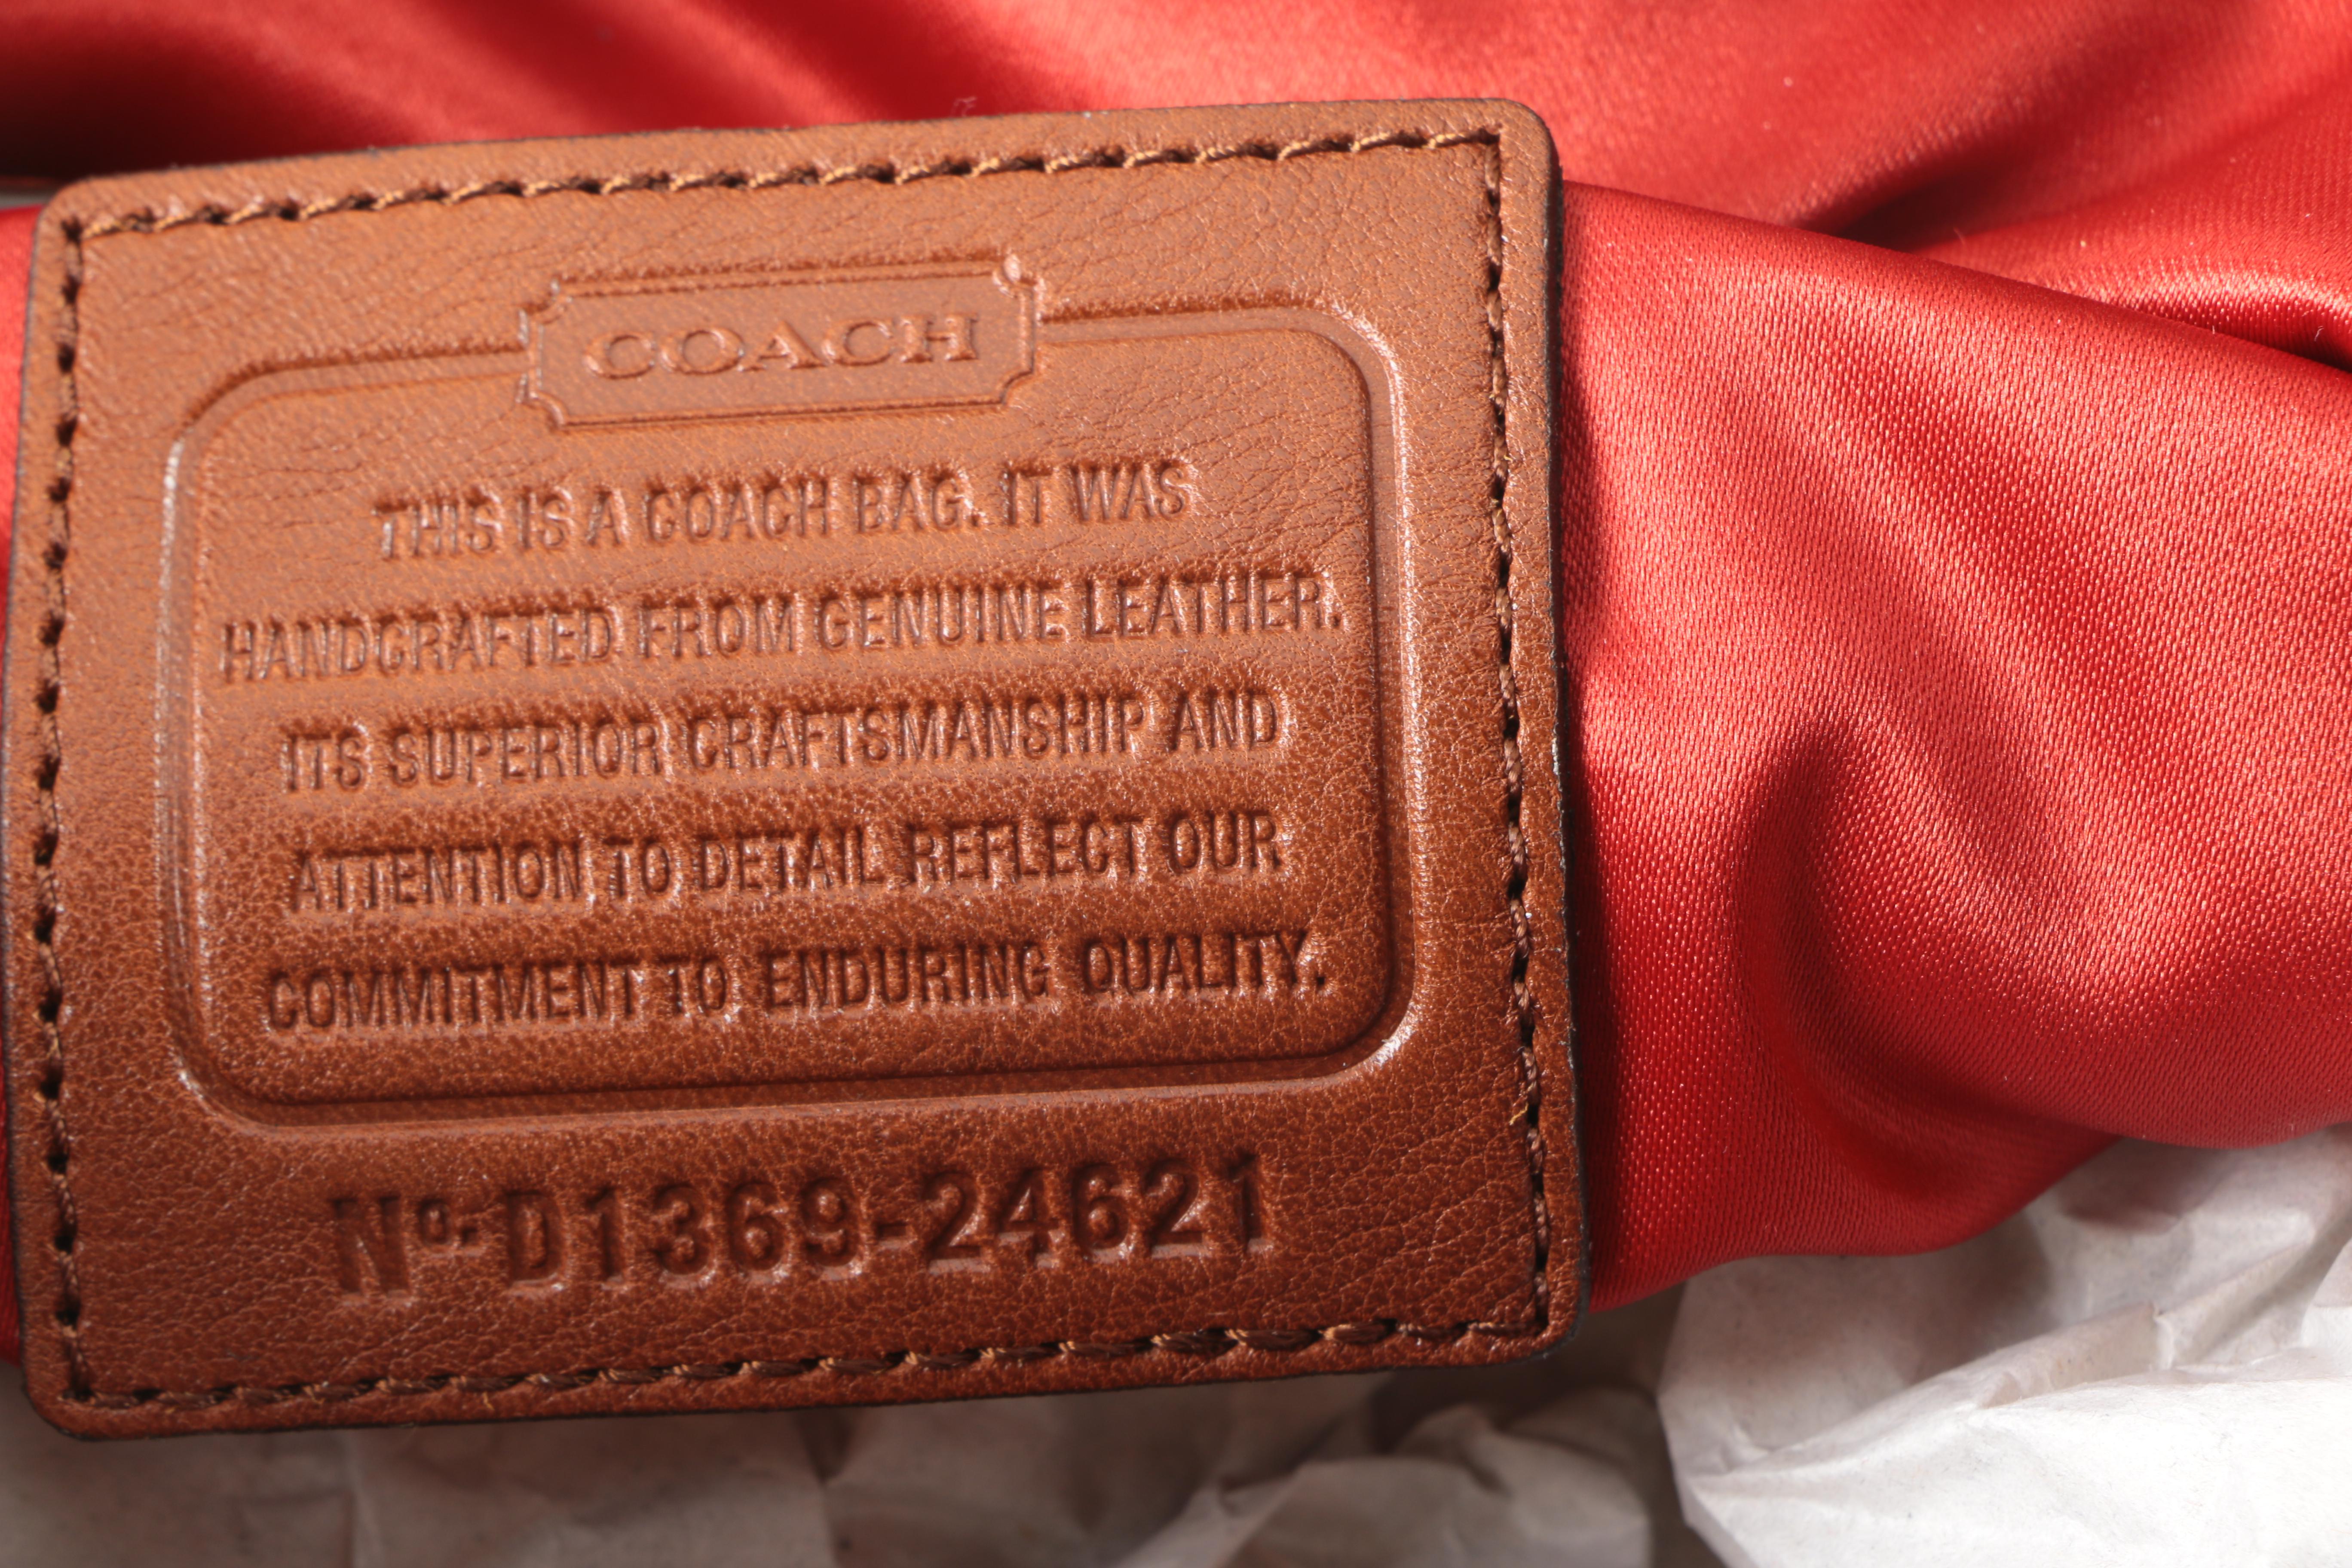 COACH
THIS IS A COACH BAG. IT WAS
HANDCRAFTED FROM GENUINE LEATHER.
ITS SUPERIOR CRAFTSMANSHIP AND
ATTENTION TO DETAIL REFLECT OUR
COMMITMENT TO ENDURING QUALITY.
Nº. D1369-24621